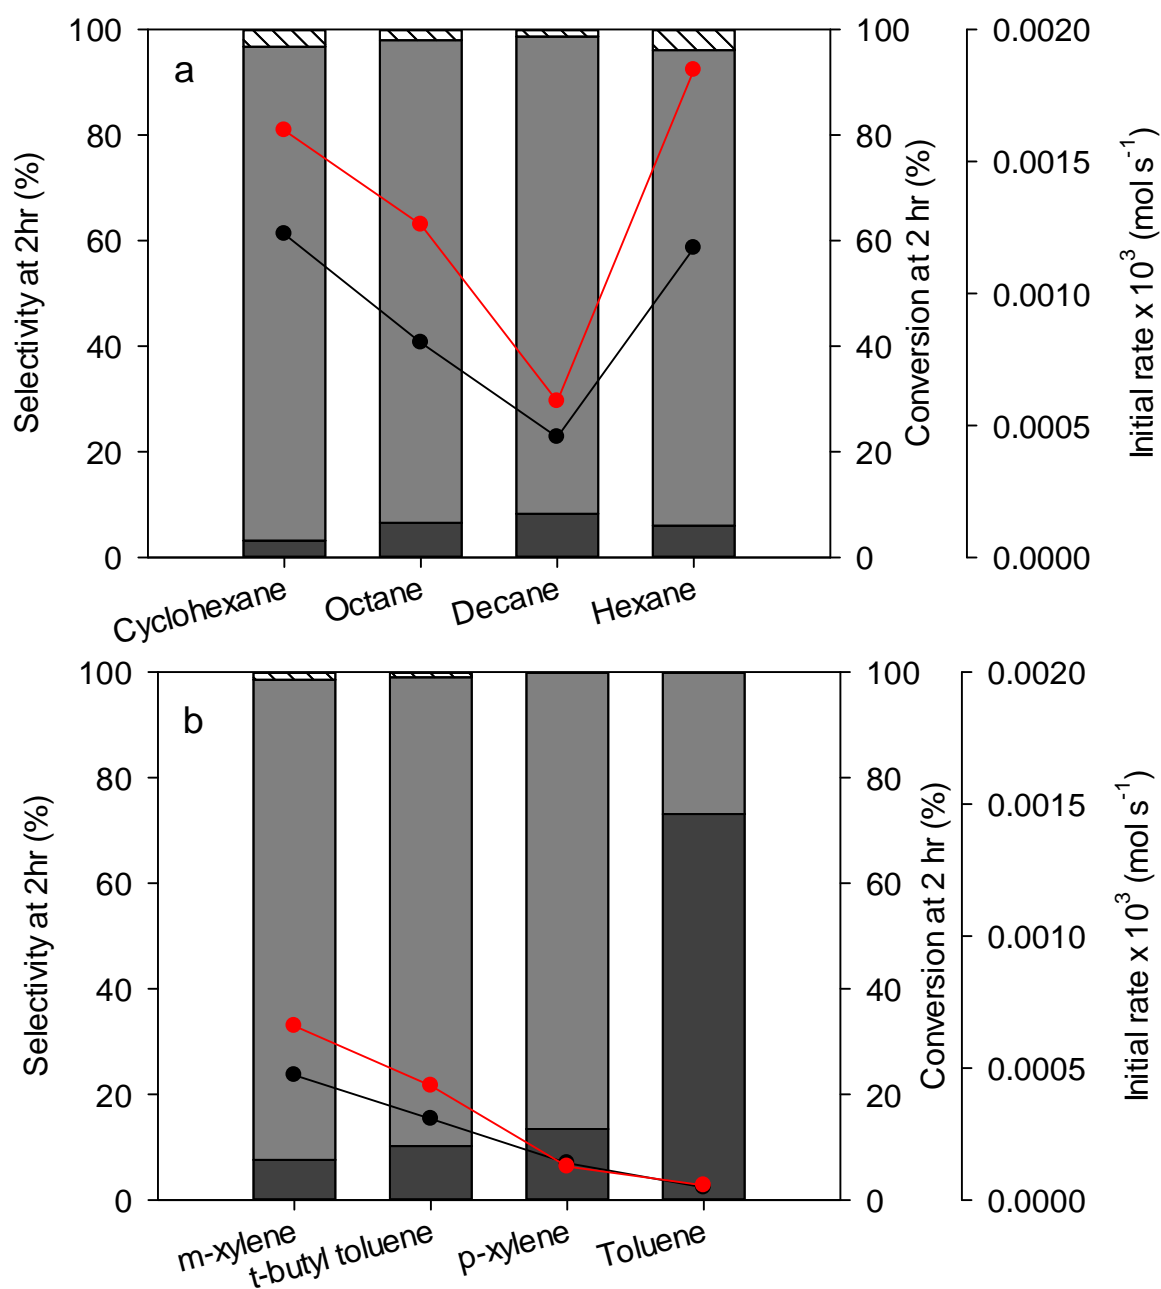 a
Selectivity at 2hr (%)
100
80
60
40
20
0
Cyclohexane
Octane
Decane
Hexane
100
80
60
40
20
0
Conversion at 2 hr (%)
0.0020
0.0015
0.0010
0.0005
0.0000
Initial rate x 10³ (mol s⁻¹)
b
Selectivity at 2hr (%)
100
80
60
40
20
0
m-xylene
t-butyl toluene
p-xylene
Toluene
100
80
60
40
20
0
Conversion at 2 hr (%)
0.0020
0.0015
0.0010
0.0005
0.0000
Initial rate x 10³ (mol s⁻¹)